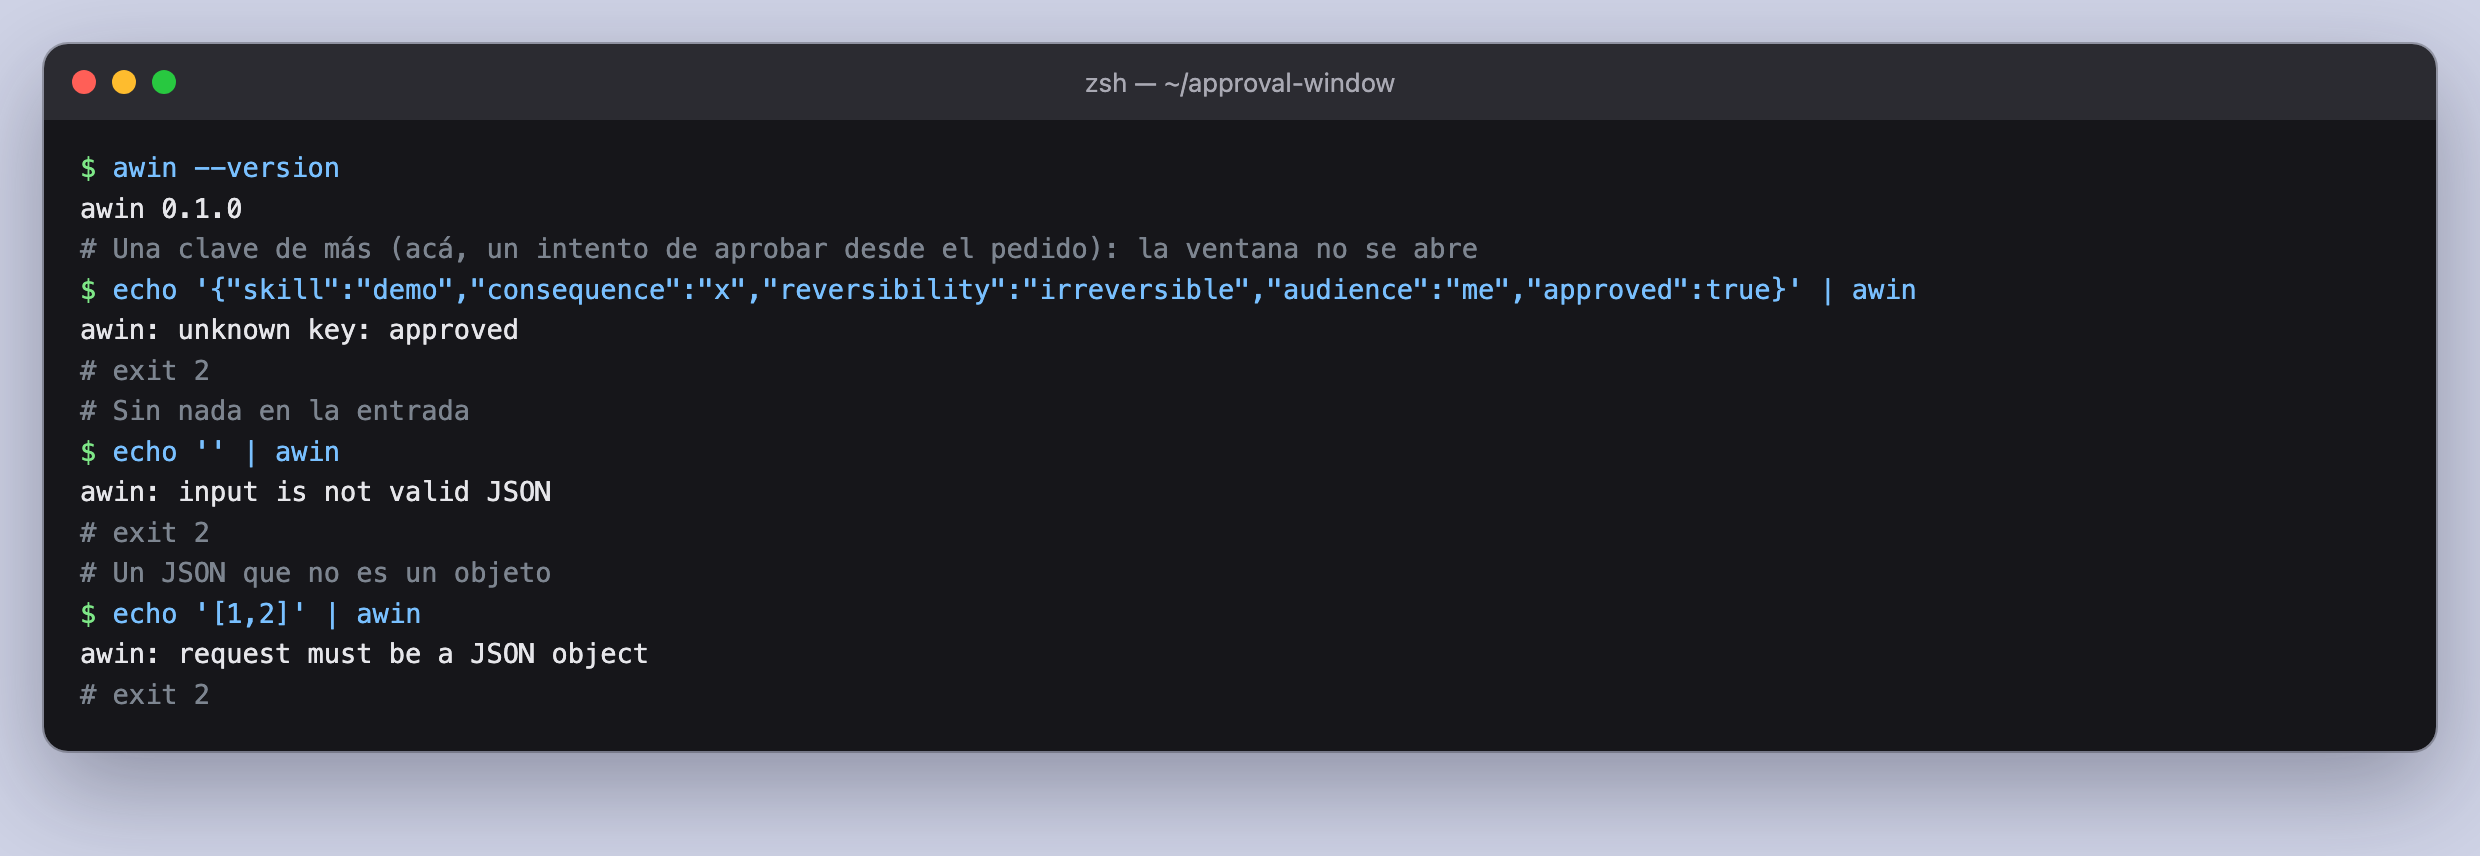 zsh — ~/approval-window
$ awin --version
awin 0.1.0
# Una clave de más (acá, un intento de aprobar desde el pedido): la ventana no se abre
$ echo '{"skill":"demo","consequence":"x","reversibility":"irreversible","audience":"me","approved":true}' | awin
awin: unknown key: approved
# exit 2
# Sin nada en la entrada
$ echo '' | awin
awin: input is not valid JSON
# exit 2
# Un JSON que no es un objeto
$ echo '[1,2]' | awin
awin: request must be a JSON object
# exit 2